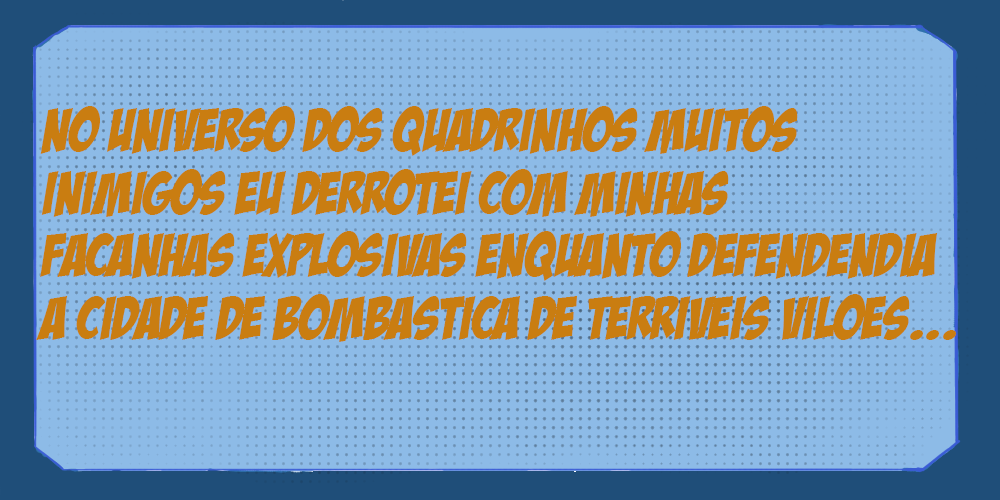 NO UNIVERSO DOS QUADRINHOS MUITOS
INIMIGOS EU DERROTEI COM MINHAS
FACANHAS EXPLOSIVAS ENQUANTO DEFENDENDIA
A CIDADE DE BOMBASTICA DE TERRIVEIS VILOES...